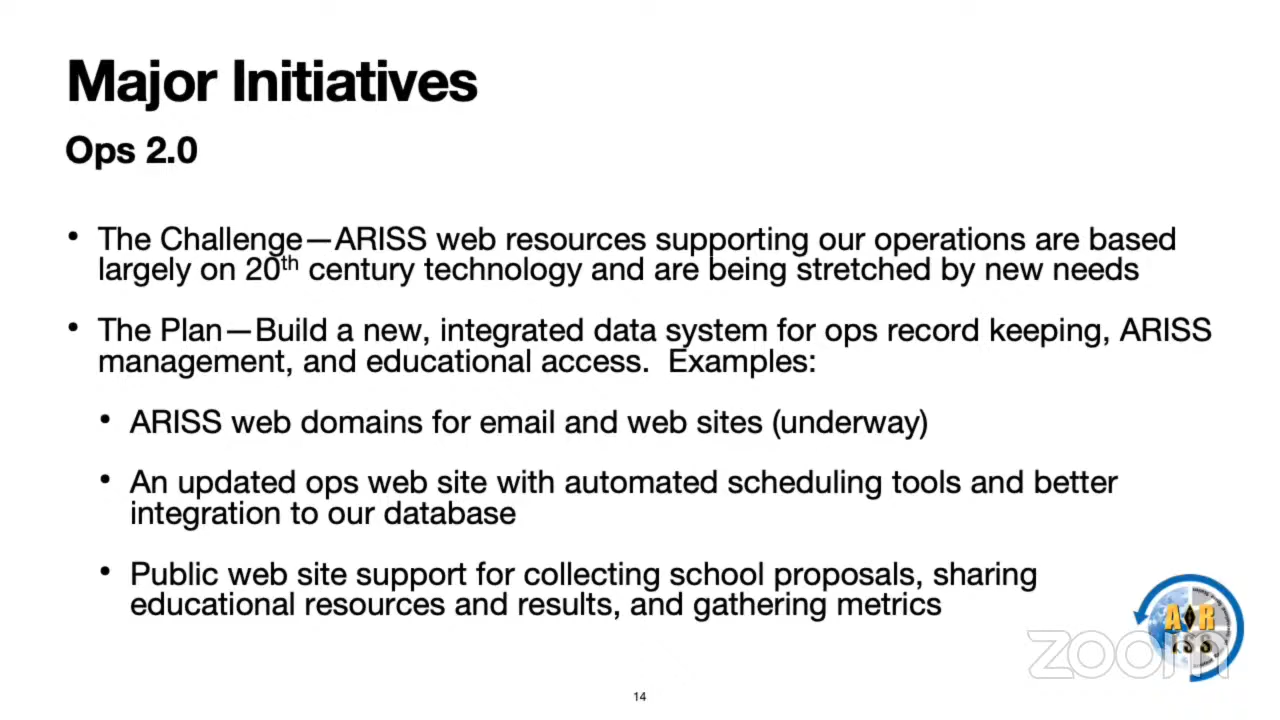 Major Initiatives
Ops 2.0
• The Challenge—ARISS web resources supporting our operations are based
largely on 20th century technology and are being stretched by new needs
• The Plan—Build a new, integrated data system for ops record keeping, ARISS
management, and educational access.  Examples:
• ARISS web domains for email and web sites (underway)
• An updated ops web site with automated scheduling tools and better
integration to our database
• Public web site support for collecting school proposals, sharing
educational resources and results, and gathering metrics
A R
ISS
zoom
14